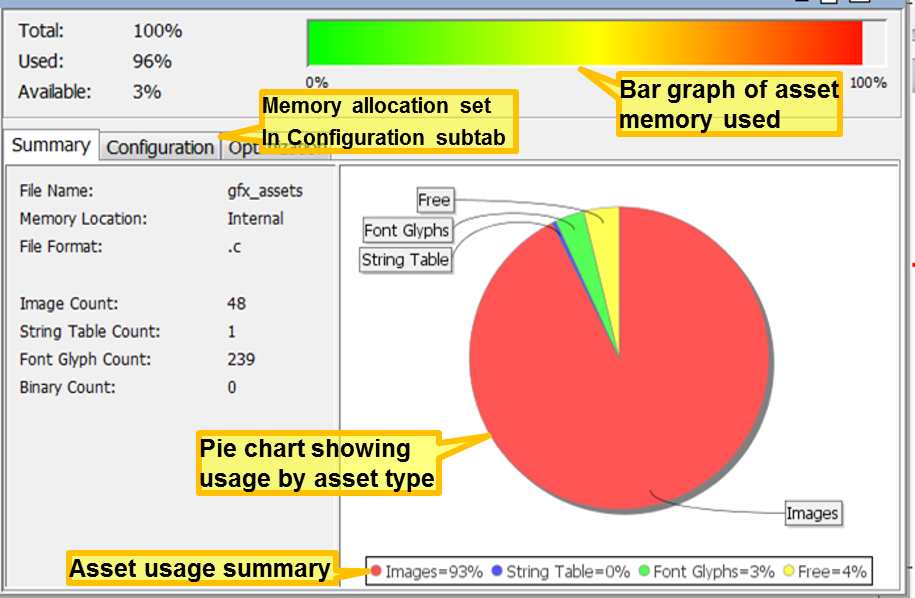 Total: 100%
Used: 96%
Available: 3%
0%
100%
Bar graph of asset
memory used
Memory allocation set
In Configuration subtab
Summary
Configuration
Optimization
File Name: gfx_assets
Memory Location: Internal
File Format: .c
Image Count: 48
String Table Count: 1
Font Glyph Count: 239
Binary Count: 0
Free
Font Glyphs
String Table
Images
Pie chart showing
usage by asset type
Asset usage summary
Images=93% String Table=0% Font Glyphs=3% Free=4%